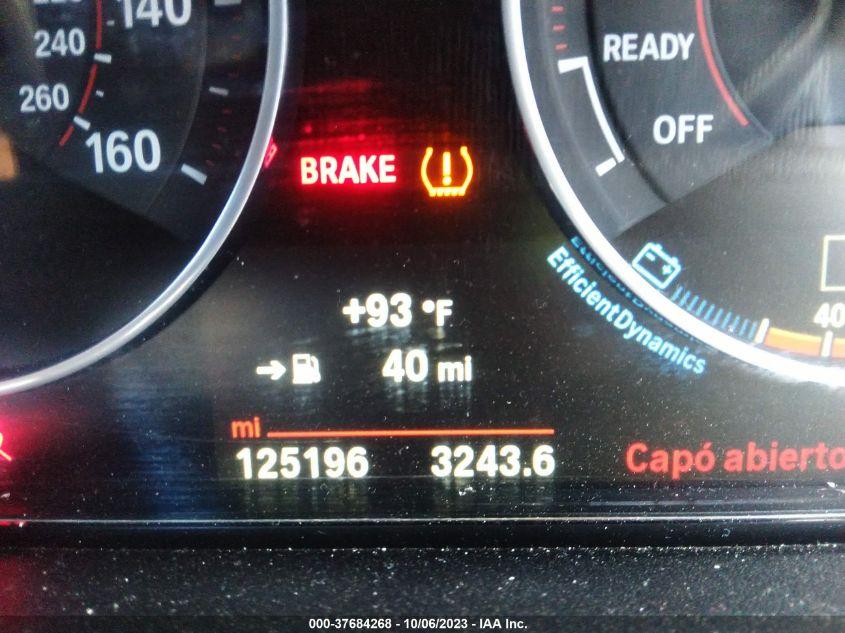 140
240
260
160
BRAKE
READY
OFF
EfficientDynamics
+93 °F
40 mi
40
mi
125196 3243.6
Capó abierto
000-37684268 - 10/06/2023 - IAA Inc.